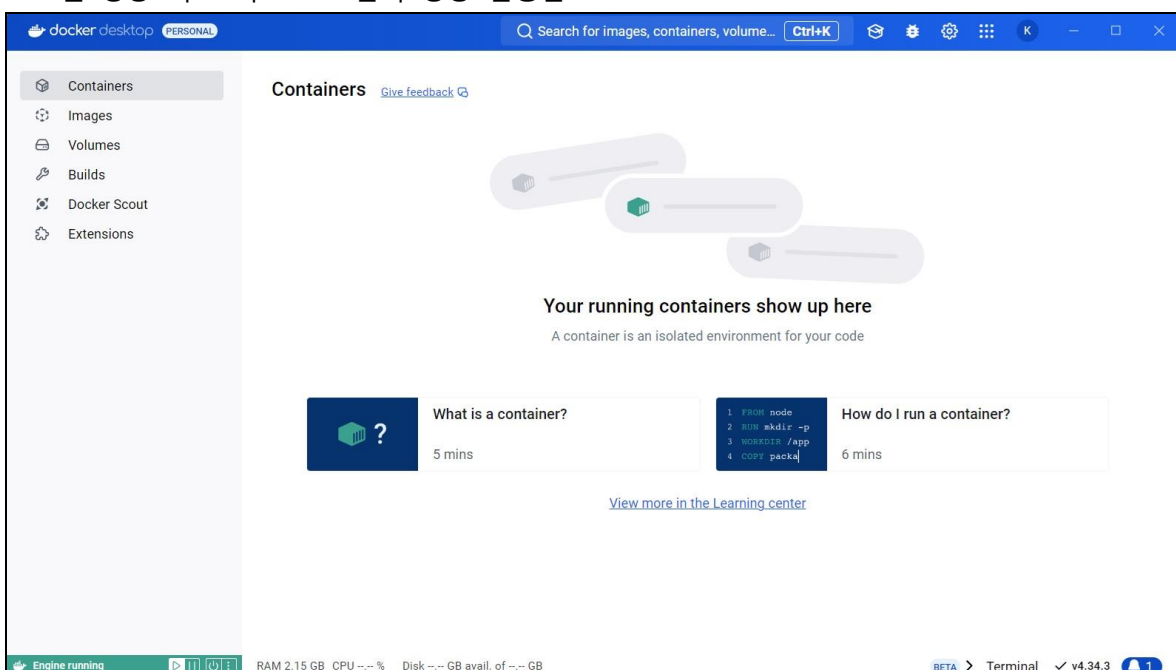 docker desktop PERSONAL
Search for images, containers, volume... Ctrl+K
K
Containers
Images
Volumes
Builds
Docker Scout
Extensions
Containers Give feedback
Your running containers show up here
A container is an isolated environment for your code
?
What is a container?
5 mins
1 FROM node
2 RUN mkdir -p
3 WORKDIR /app
4 COPY packa
How do I run a container?
6 mins
View more in the Learning center
Engine running
RAM 2.15 GB CPU --.-- % Disk --.-- GB avail. of --.-- GB
BETA > Terminal v4.34.3 1